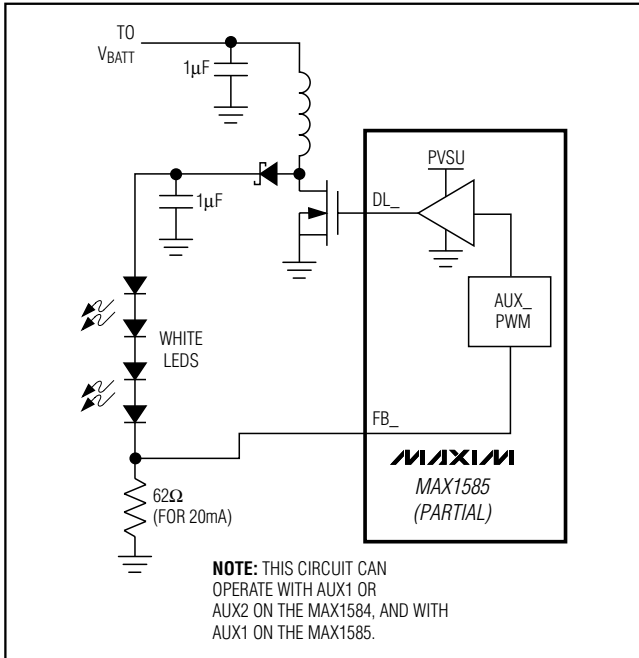 TO
VBATT
1µF
PVSU
DL_
1µF
AUX_
PWM
WHITE
LEDS
FB_
MAXIM
MAX1585
(PARTIAL)
62Ω
(FOR 20mA)
NOTE: THIS CIRCUIT CAN
OPERATE WITH AUX1 OR
AUX2 ON THE MAX1584, AND WITH
AUX1 ON THE MAX1585.